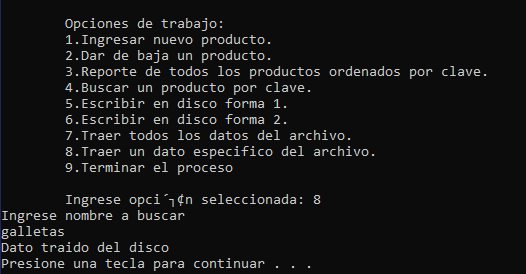 Opciones de trabajo:
1.Ingresar nuevo producto.
2.Dar de baja un producto.
3.Reporte de todos los productos ordenados por clave.
4.Buscar un producto por clave.
5.Escribir en disco forma 1.
6.Escribir en disco forma 2.
7.Traer todos los datos del archivo.
8.Traer un dato especifico del archivo.
9.Terminar el proceso
Ingrese opci´┐¢n seleccionada: 8
Ingrese nombre a buscar
galletas
Dato traido del disco
Presione una tecla para continuar . . .